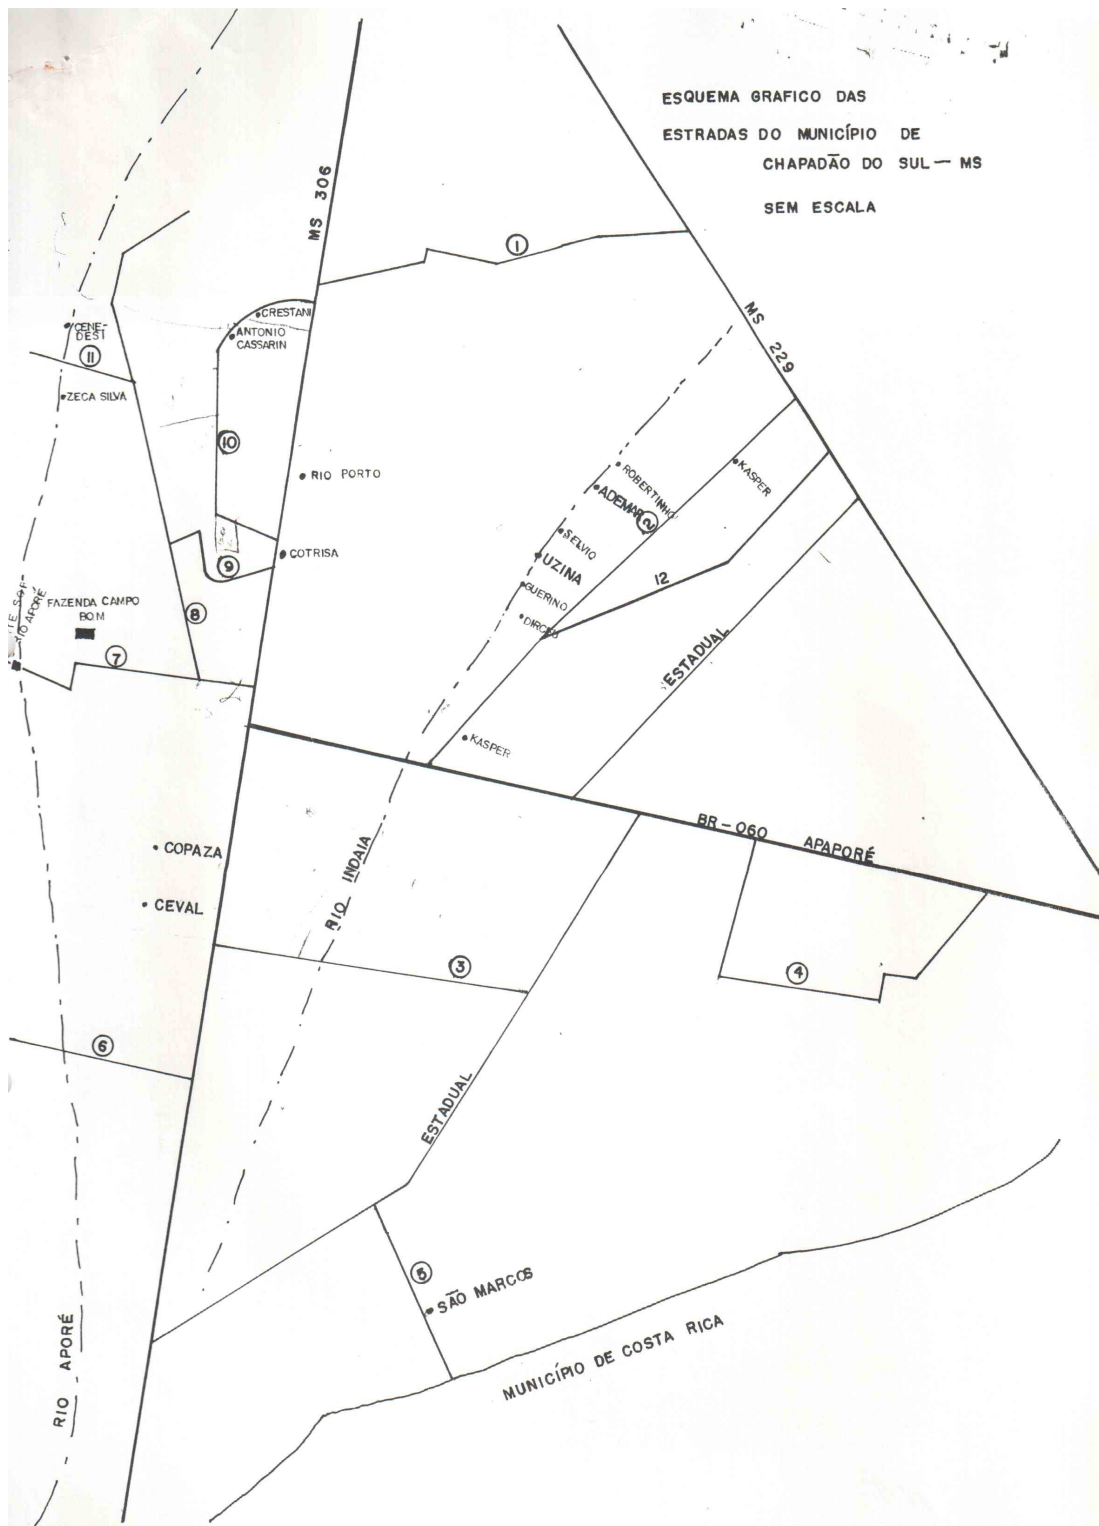 ESQUEMA GRAFICO DAS
ESTRADAS DO MUNICÍPIO DE
CHAPADÃO DO SUL — MS
SEM ESCALA
MS 306
1
MS 229
CRESTANI
ANTONIO
CASSARIN
CENE-
DESI
11
ZECA SILVA
10
RIO PORTO
COTRISA
9
8
FAZENDA CAMPO
BOM
RIO APORÉ
7
ROBERTINHO
ADEMAR
2
KASPER
SELVIO
UZINA
GUERINO
DIRCEU
12
ESTADUAL
KASPER
BR-060 APAPORÉ
COPAZA
CEVAL
RIO INDAIA
3
4
6
ESTADUAL
5
SÃO MARCOS
RIO APORÉ
MUNICÍPIO DE COSTA RICA